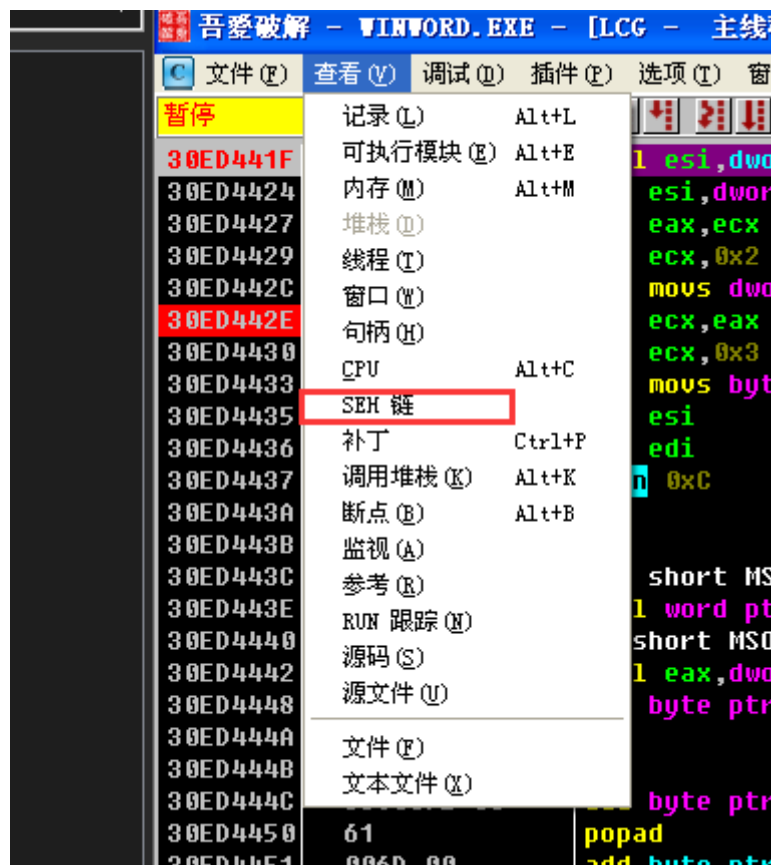 吾爱破解 - WINWORD.EXE - [LCG - 主线
C 文件(F) 查看(V) 调试(D) 插件(P) 选项(T) 窗
暂停
记录(L) Alt+L
可执行模块(E) Alt+E
内存(M) Alt+M
堆栈(D)
线程(T)
窗口(W)
句柄(H)
CPU Alt+C
SEH 链
补丁 Ctrl+P
调用堆栈(K) Alt+K
断点(B) Alt+B
监视(A)
参考(R)
RUN 跟踪(N)
源码(S)
源文件(U)
文件(F)
文本文件(X)
30ED441F l esi,dwo
30ED4424 esi,dwor
30ED4427 eax,ecx
30ED4429 ecx,0x2
30ED442C movs dwo
30ED442E ecx,eax
30ED4430 ecx,0x3
30ED4433 movs byt
30ED4435 esi
30ED4436 edi
30ED4437 n 0xC
30ED443A
30ED443B
30ED443C short MS
30ED443E l word pt
30ED4440 short MSO
30ED4442 l eax,dwo
30ED4448 byte ptr
30ED444A
30ED444B
30ED444C byte ptr
30ED4450 61 popad
30ED4451 006D 00 add byte ptr